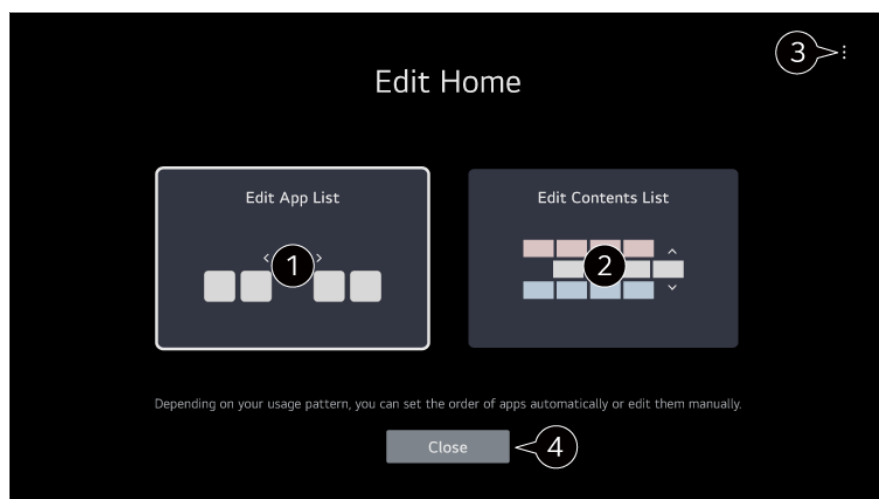 3
Edit Home
Edit App List
Edit Contents List
1
2
Depending on your usage pattern, you can set the order of apps automatically or edit them manually.
Close
4